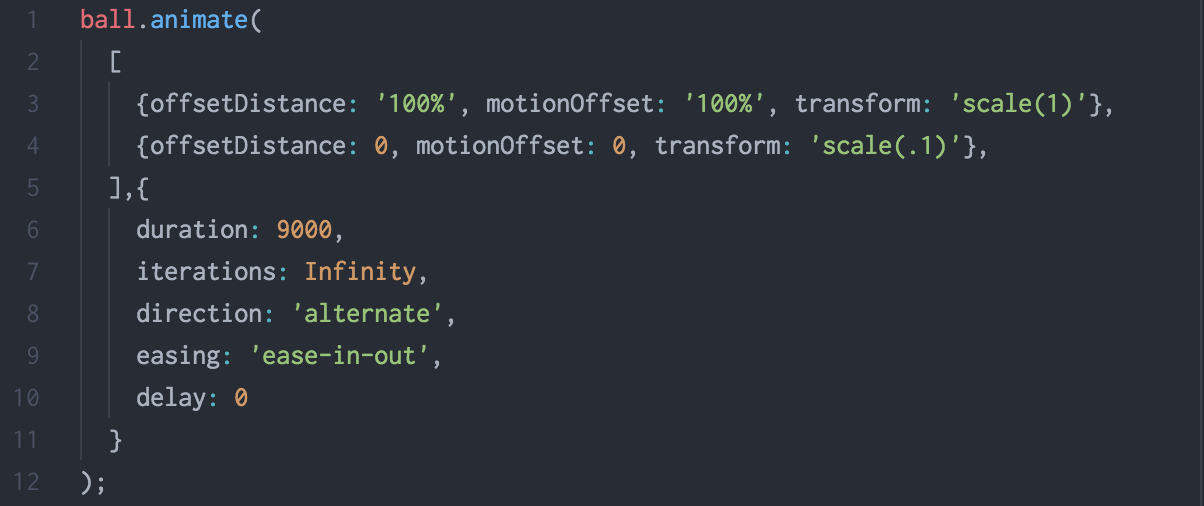 1 ball.animate(
2 [
3 {offsetDistance: '100%', motionOffset: '100%', transform: 'scale(1)'},
4 {offsetDistance: 0, motionOffset: 0, transform: 'scale(.1)'},
5 ],{
6 duration: 9000,
7 iterations: Infinity,
8 direction: 'alternate',
9 easing: 'ease-in-out',
10 delay: 0
11 }
12 );